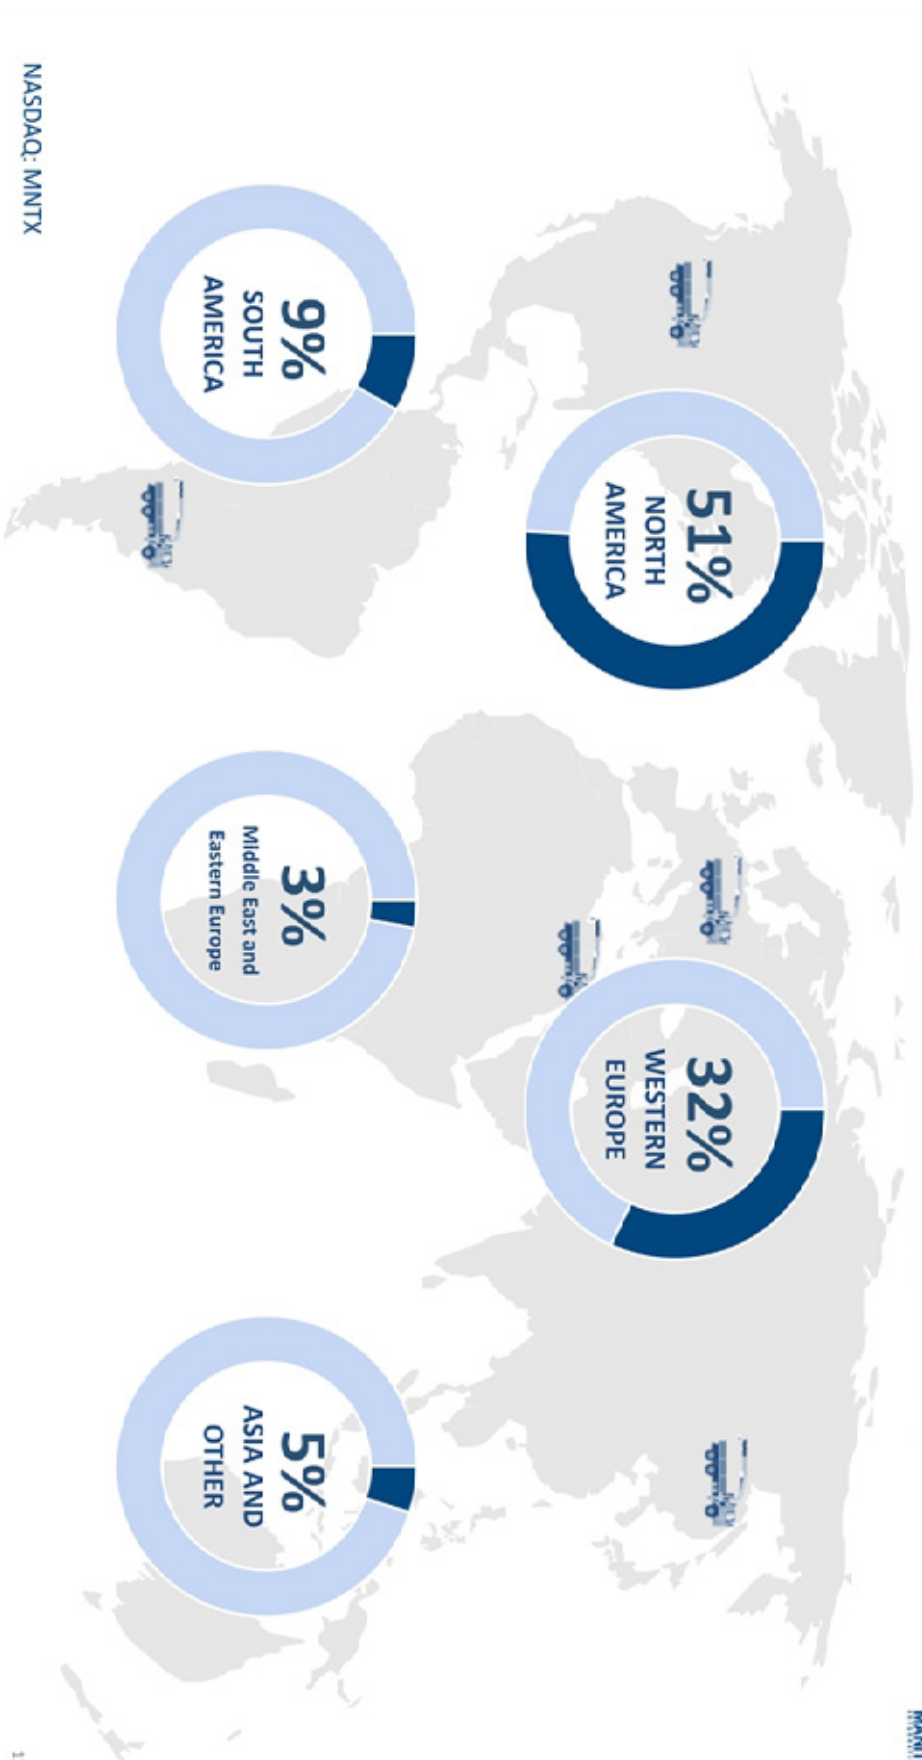 51%
NORTH
AMERICA
32%
WESTERN
EUROPE
9%
SOUTH
AMERICA
3%
Middle East and
Eastern Europe
5%
ASIA AND
OTHER
NASDAQ: MNTX
1